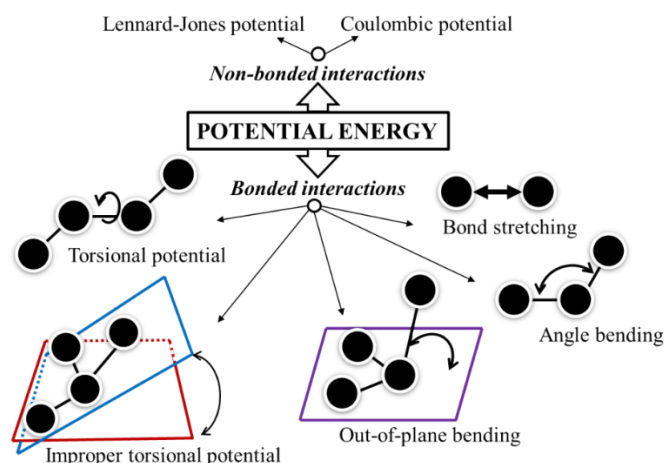 Lennard-Jones potential
Coulombic potential
Non-bonded interactions
POTENTIAL ENERGY
Bonded interactions
Bond stretching
Torsional potential
Angle bending
Out-of-plane bending
Improper torsional potential